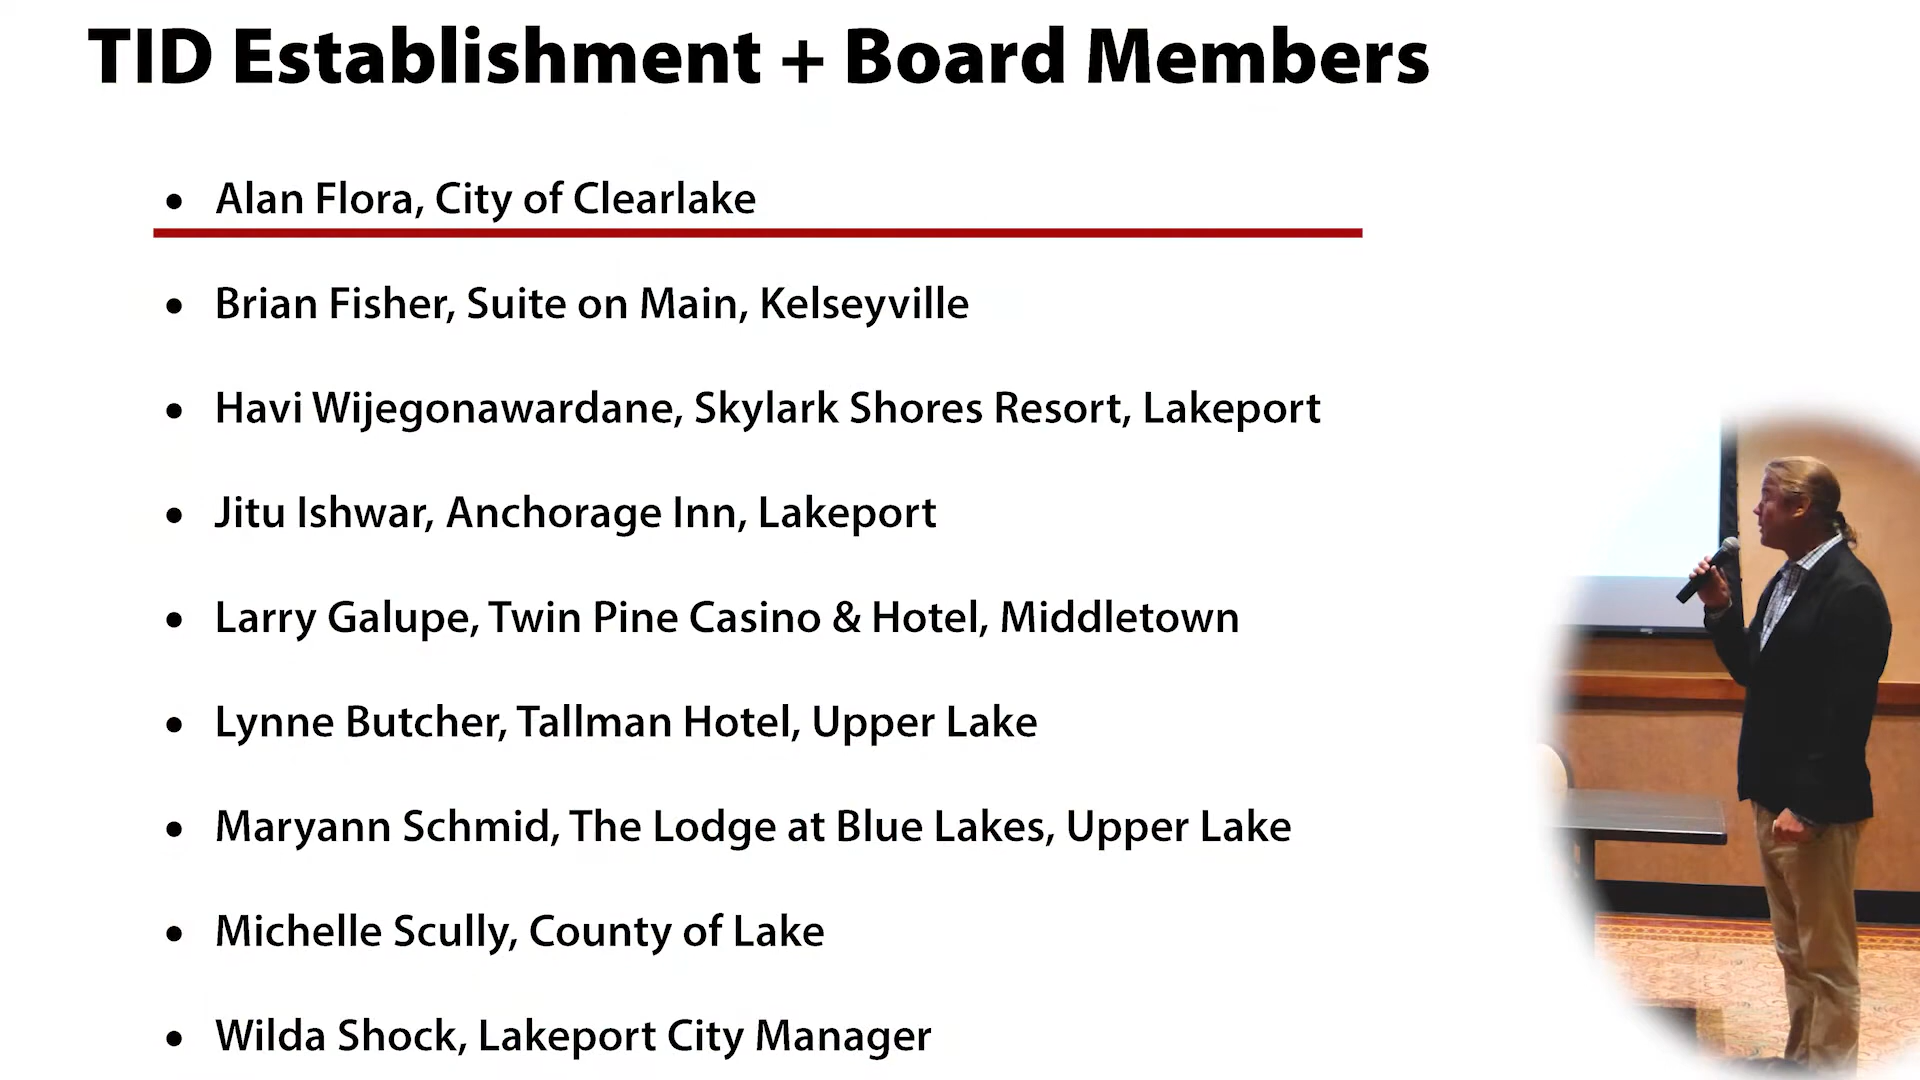 TID Establishment + Board Members
• Alan Flora, City of Clearlake
• Brian Fisher, Suite on Main, Kelseyville
• Havi Wijegonawardane, Skylark Shores Resort, Lakeport
• Jitu Ishwar, Anchorage Inn, Lakeport
• Larry Galupe, Twin Pine Casino & Hotel, Middletown
• Lynne Butcher, Tallman Hotel, Upper Lake
• Maryann Schmid, The Lodge at Blue Lakes, Upper Lake
• Michelle Scully, County of Lake
• Wilda Shock, Lakeport City Manager